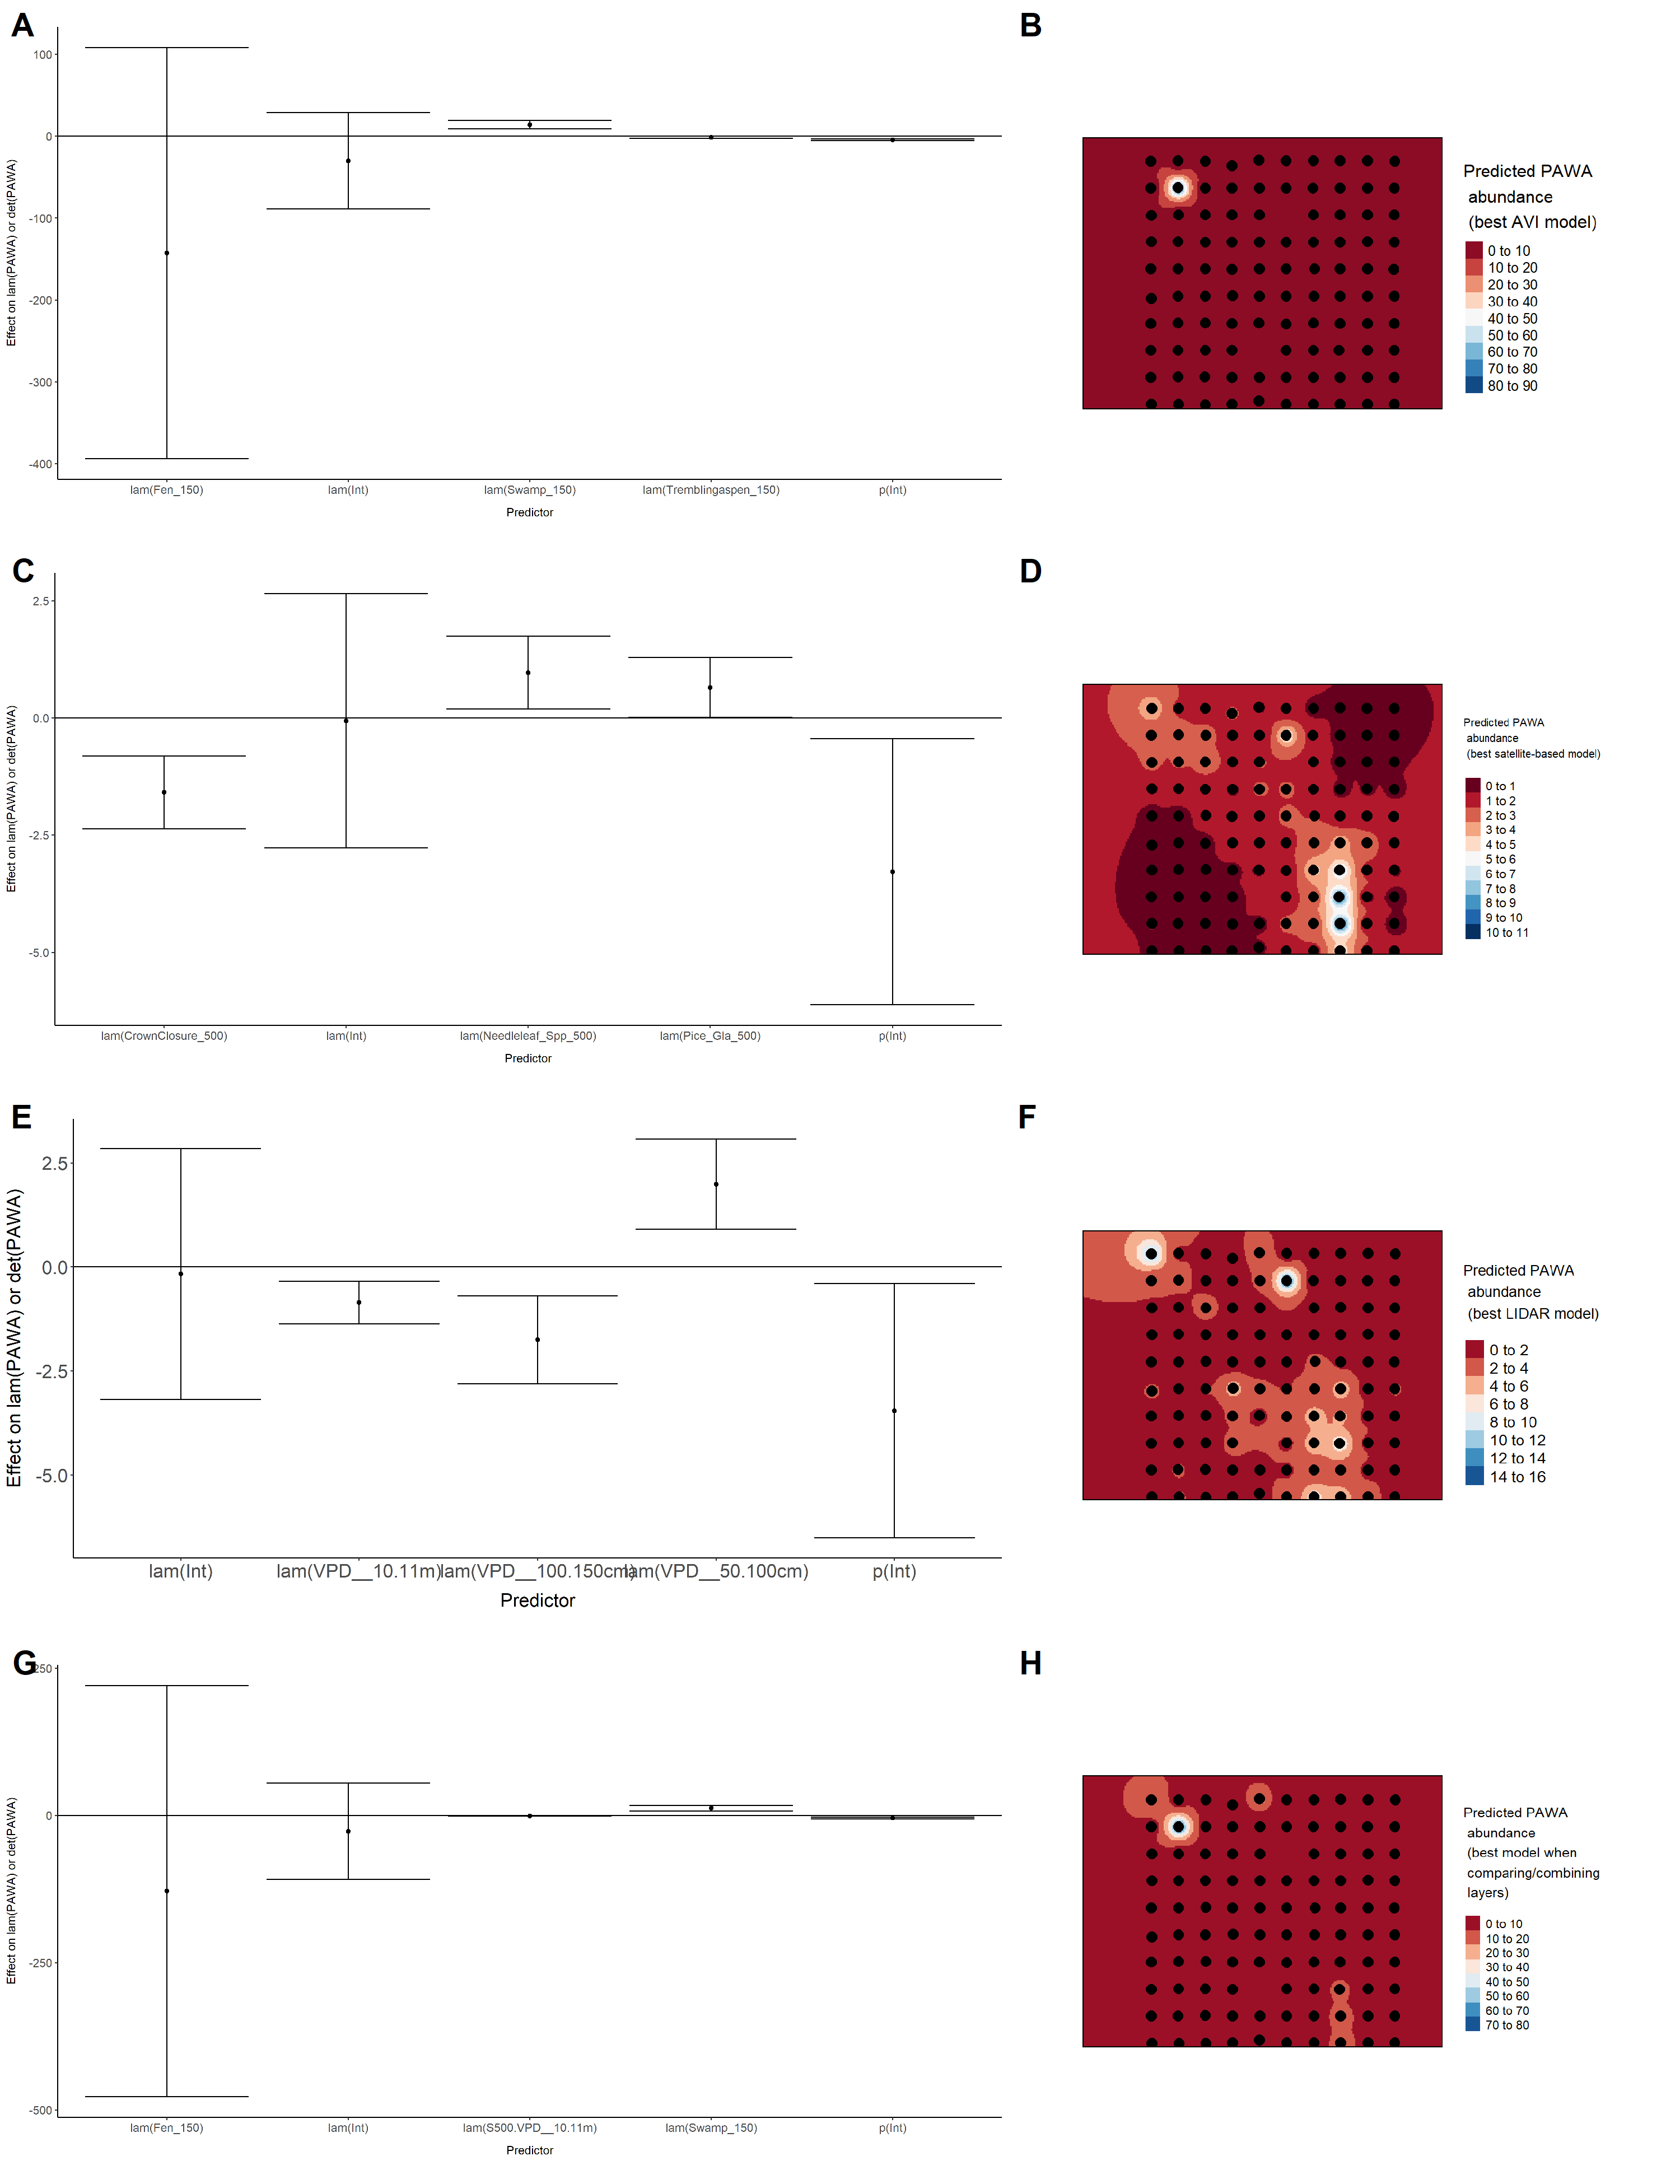 A
Effect on lam(PAWA) or det(PAWA)
100
0
-100
-200
-300
-400
lam(Fen_150)
lam(Int)
lam(Swamp_150)
lam(Tremblingaspen_150)
p(Int)
Predictor
B
Predicted PAWA
abundance
(best AVI model)
0 to 10
10 to 20
20 to 30
30 to 40
40 to 50
50 to 60
60 to 70
70 to 80
80 to 90
C
Effect on lam(PAWA) or det(PAWA)
2.5
0.0
-2.5
-5.0
lam(CrownClosure_500)
lam(Int)
lam(Needleleaf_Spp_500)
lam(Pice_Gla_500)
p(Int)
Predictor
D
Predicted PAWA
abundance
(best satellite-based model)
0 to 1
1 to 2
2 to 3
3 to 4
4 to 5
5 to 6
6 to 7
7 to 8
8 to 9
9 to 10
10 to 11
E
Effect on lam(PAWA) or det(PAWA)
2.5
0.0
-2.5
-5.0
lam(Int)
lam(VPD__10.11m)
lam(VPD__100.150cm)
lam(VPD__50.100cm)
p(Int)
Predictor
F
Predicted PAWA
abundance
(best LIDAR model)
0 to 2
2 to 4
4 to 6
6 to 8
8 to 10
10 to 12
12 to 14
14 to 16
G
Effect on lam(PAWA) or det(PAWA)
250
0
-250
-500
lam(Fen_150)
lam(Int)
lam(S500.VPD__10.11m)
lam(Swamp_150)
p(Int)
Predictor
H
Predicted PAWA
abundance
(best model when
comparing/combining
layers)
0 to 10
10 to 20
20 to 30
30 to 40
40 to 50
50 to 60
60 to 70
70 to 80